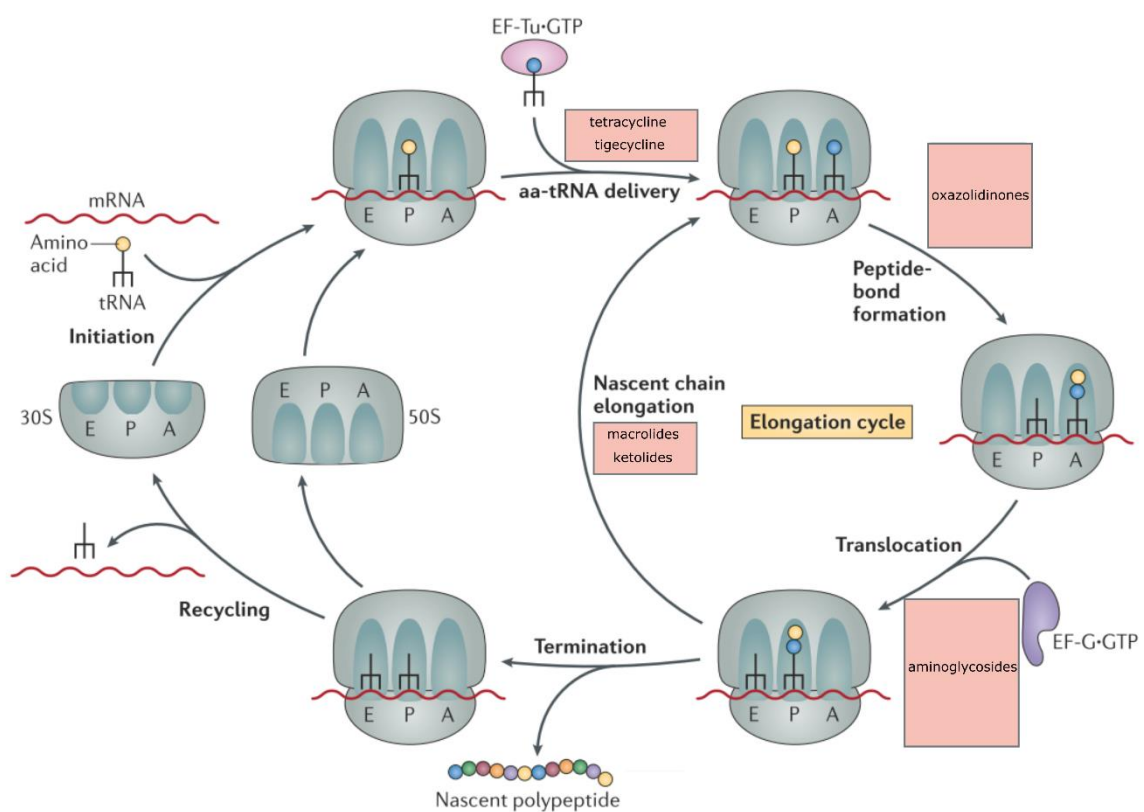 EF-Tu•GTP
tetracycline
tigecycline
aa-tRNA delivery
E P A
E P A
oxazolidinones
mRNA
Amino
acid
tRNA
Initiation
Peptide-
bond
formation
30S
E P A
E P A
50S
Nascent chain
elongation
macrolides
ketolides
Elongation cycle
E P A
Translocation
EF-G•GTP
aminoglycosides
Recycling
Termination
E P A
E P A
Nascent polypeptide